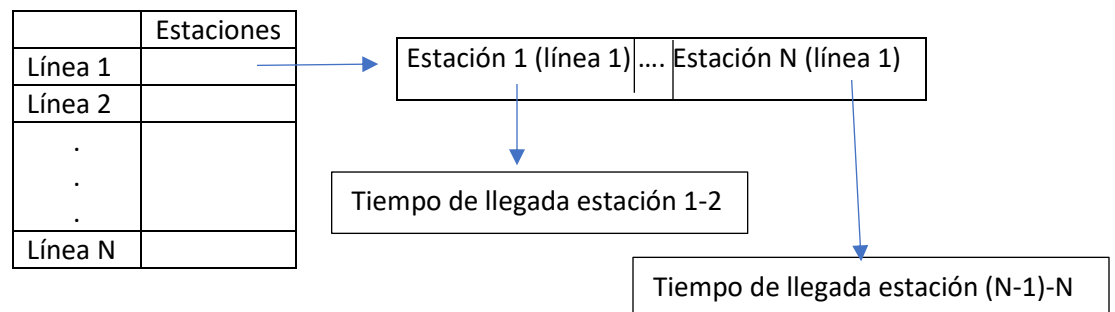 Estaciones
Línea 1
Línea 2
.
.
.
Línea N
Estación 1 (línea 1) …. Estación N (línea 1)
Tiempo de llegada estación 1-2
Tiempo de llegada estación (N-1)-N